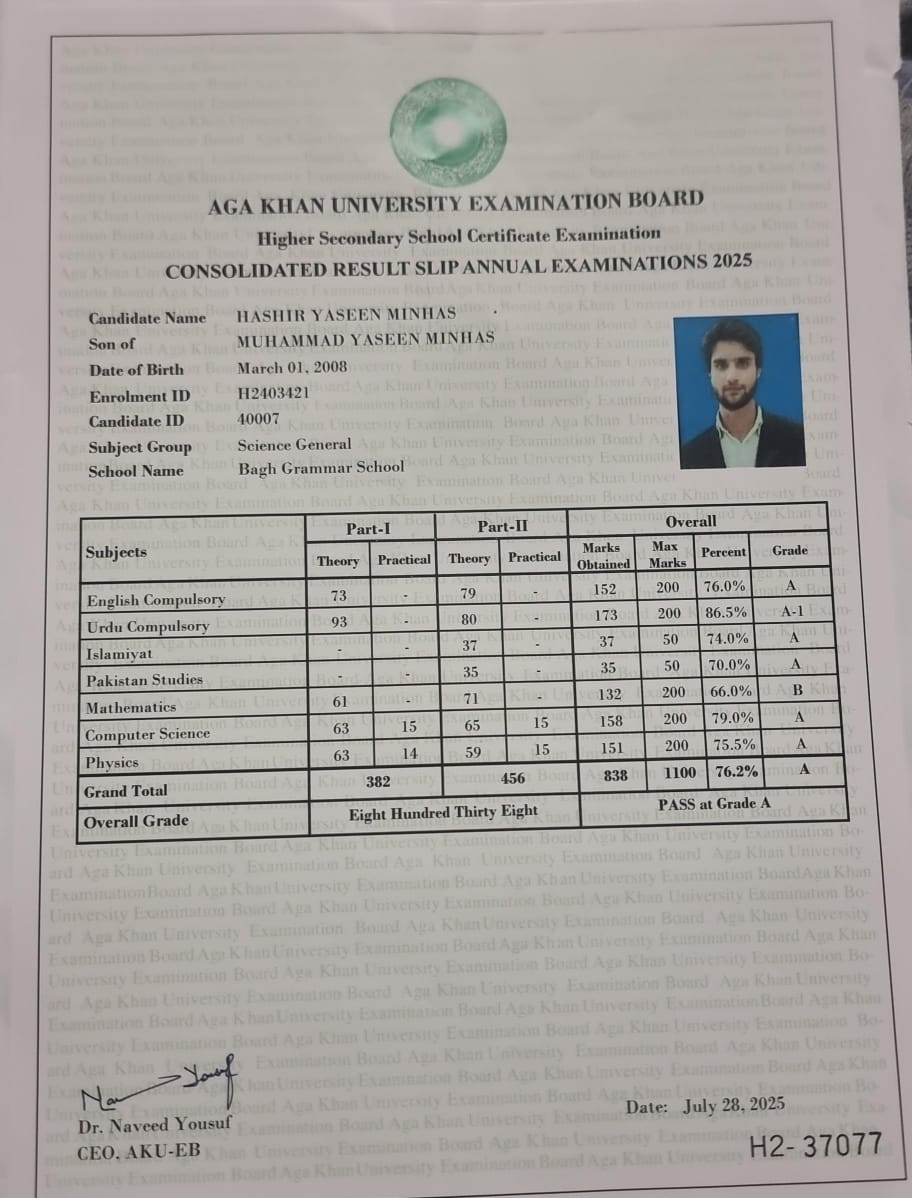 AGA KHAN UNIVERSITY EXAMINATION BOARD
Higher Secondary School Certificate Examination
CONSOLIDATED RESULT SLIP ANNUAL EXAMINATIONS 2025
Candidate Name HASHIR YASEEN MINHAS
Son of MUHAMMAD YASEEN MINHAS
Date of Birth March 01, 2008
Enrolment ID H2403421
Candidate ID 40007
Subject Group Science General
School Name Bagh Grammar School
Subjects Part-I Part-II Overall
Theory Practical Theory Practical Marks Obtained Max Marks Percent Grade
English Compulsory 73 - 79 - 152 200 76.0% A
Urdu Compulsory 93 - 80 - 173 200 86.5% A-1
Islamiyat - - 37 - 37 50 74.0% A
Pakistan Studies - - 35 - 35 50 70.0% A
Mathematics 61 - 71 - 132 200 66.0% B
Computer Science 63 15 65 15 158 200 79.0% A
Physics 63 14 59 15 151 200 75.5% A
Grand Total 382 456 838 1100 76.2% A
Overall Grade Eight Hundred Thirty Eight PASS at Grade A
Dr. Naveed Yousuf
CEO, AKU-EB
Date: July 28, 2025
H2-37077